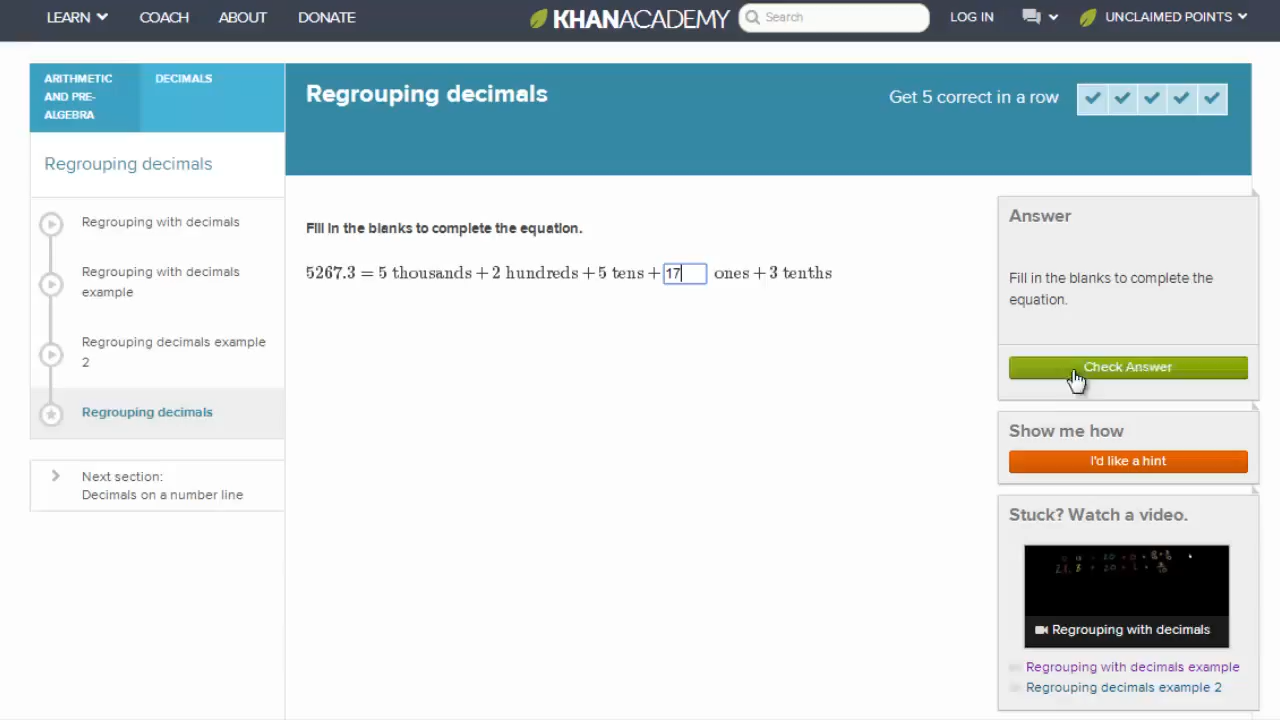 LEARN COACH ABOUT DONATE KHANACADEMY Search LOG IN UNCLAIMED POINTS
ARITHMETIC
AND PRE-
ALGEBRA
DECIMALS
Regrouping decimals
Regrouping with decimals
Regrouping with decimals
example
Regrouping decimals example
2
Regrouping decimals
Next section:
Decimals on a number line
Regrouping decimals
Get 5 correct in a row
Fill in the blanks to complete the equation.
5267.3 = 5 thousands + 2 hundreds + 5 tens + 17 ones + 3 tenths
Answer
Fill in the blanks to complete the
equation.
Check Answer
Show me how
I'd like a hint
Stuck? Watch a video.
Regrouping with decimals
Regrouping with decimals example
Regrouping decimals example 2